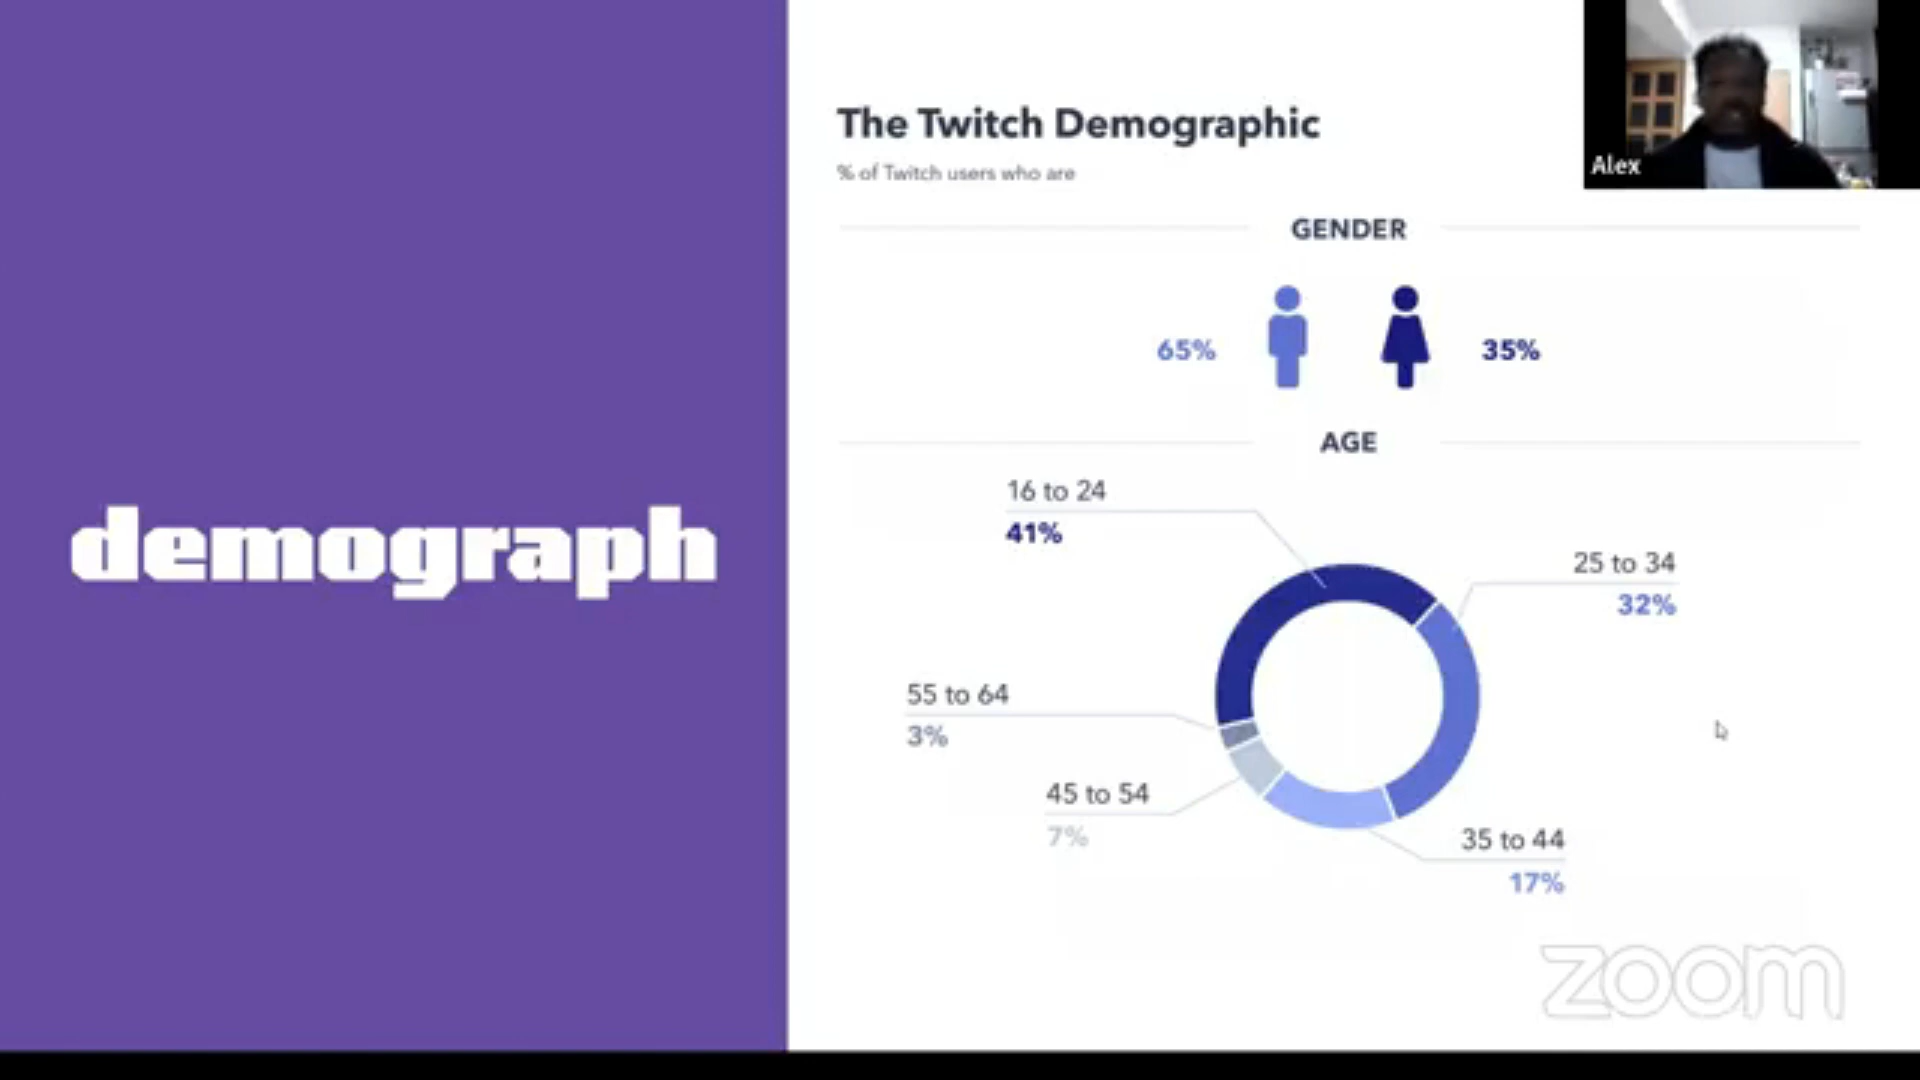 demograph
The Twitch Demographic
% of Twitch users who are
Alex
GENDER
65%
35%
AGE
16 to 24
41%
25 to 34
32%
55 to 64
3%
45 to 54
7%
35 to 44
17%
zoom